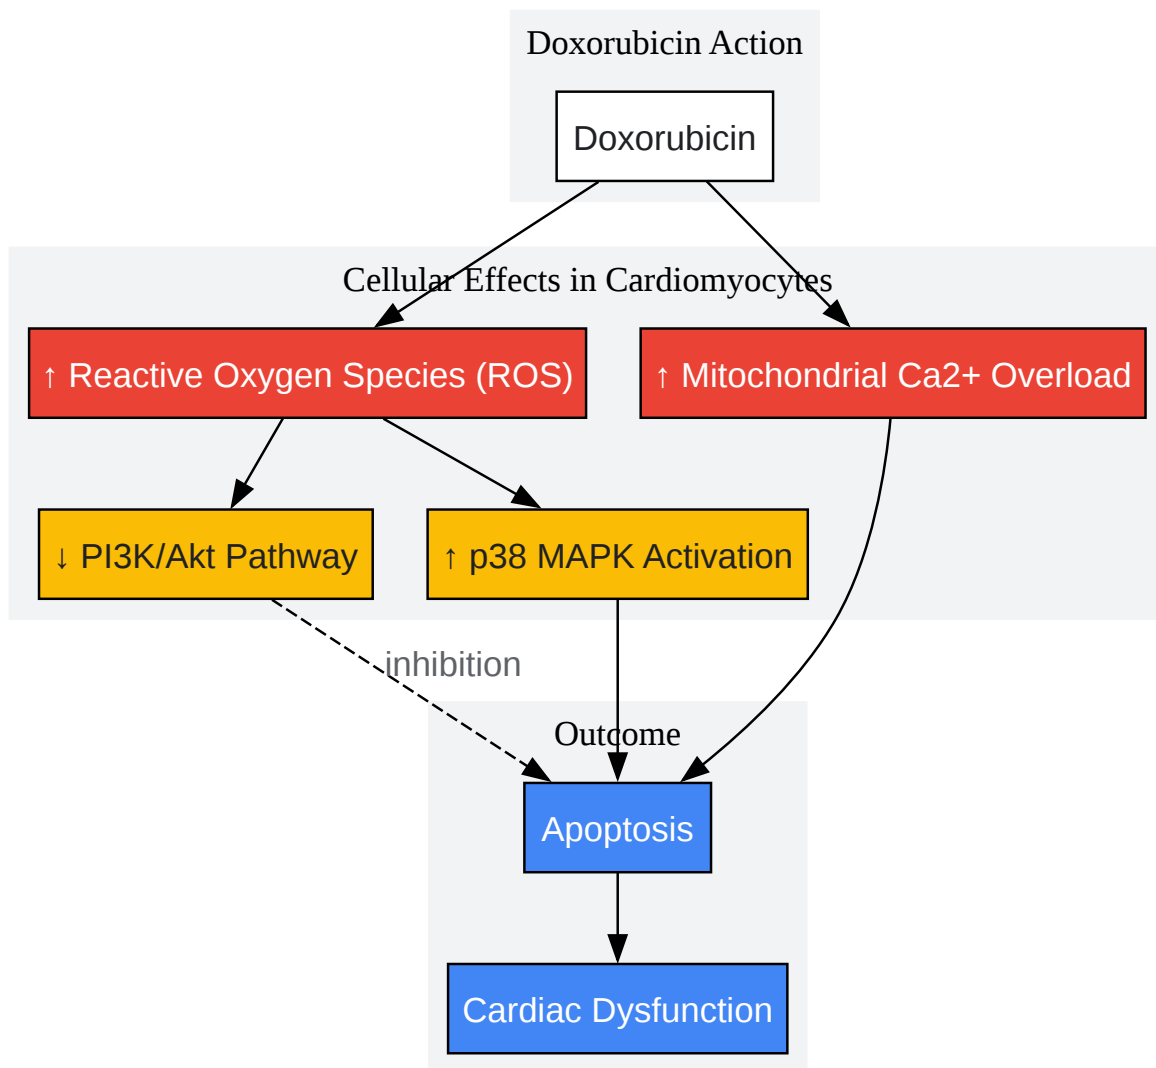 Doxorubicin Action
Doxorubicin
Cellular Effects in Cardiomyocytes
↑ Reactive Oxygen Species (ROS)
↑ Mitochondrial Ca2+ Overload
↓ PI3K/Akt Pathway
↑ p38 MAPK Activation
inhibition
Outcome
Apoptosis
Cardiac Dysfunction